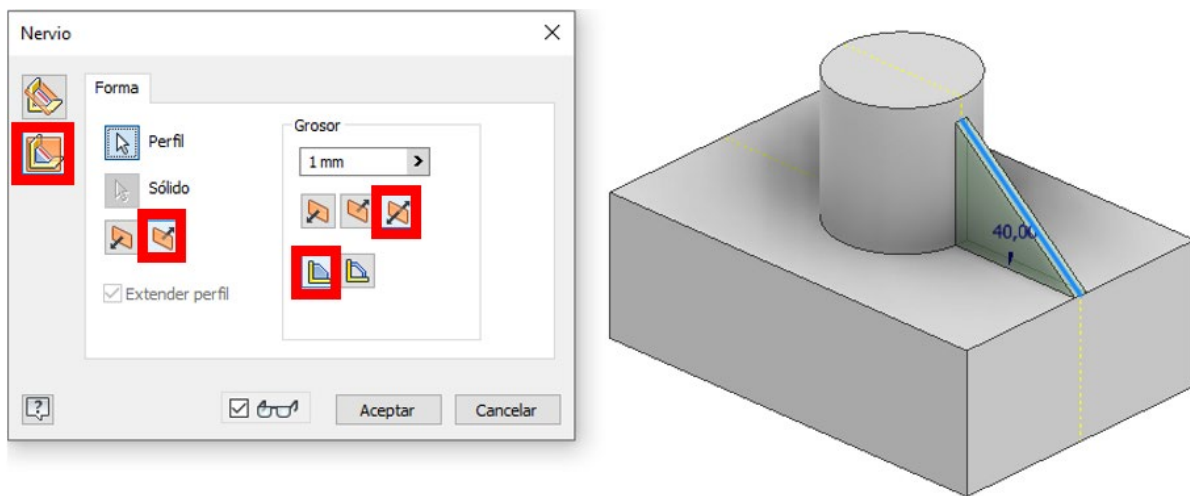 Nervio
Forma
Perfil
Sólido
Extender perfil
Grosor
1 mm
Aceptar
Cancelar
40,00